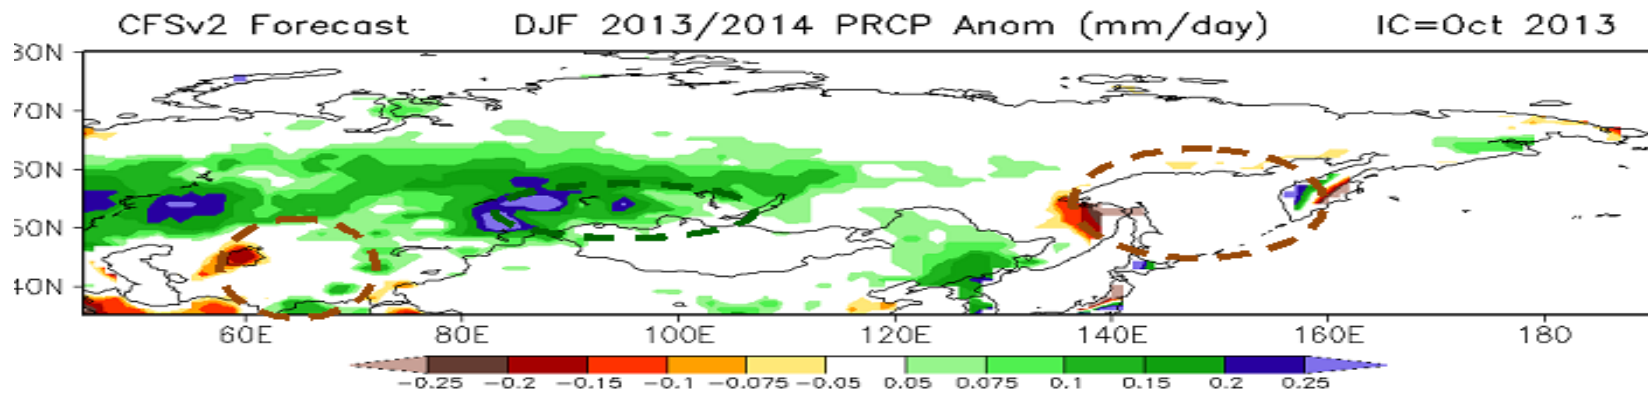 CFSv2 Forecast DJF 2013/2014 PRCP Anom (mm/day) IC=Oct 2013
80N
70N
60N
50N
40N
60E 80E 100E 120E 140E 160E 180
-0.25 -0.2 -0.15 -0.1 -0.075 -0.05 0.05 0.075 0.1 0.15 0.2 0.25